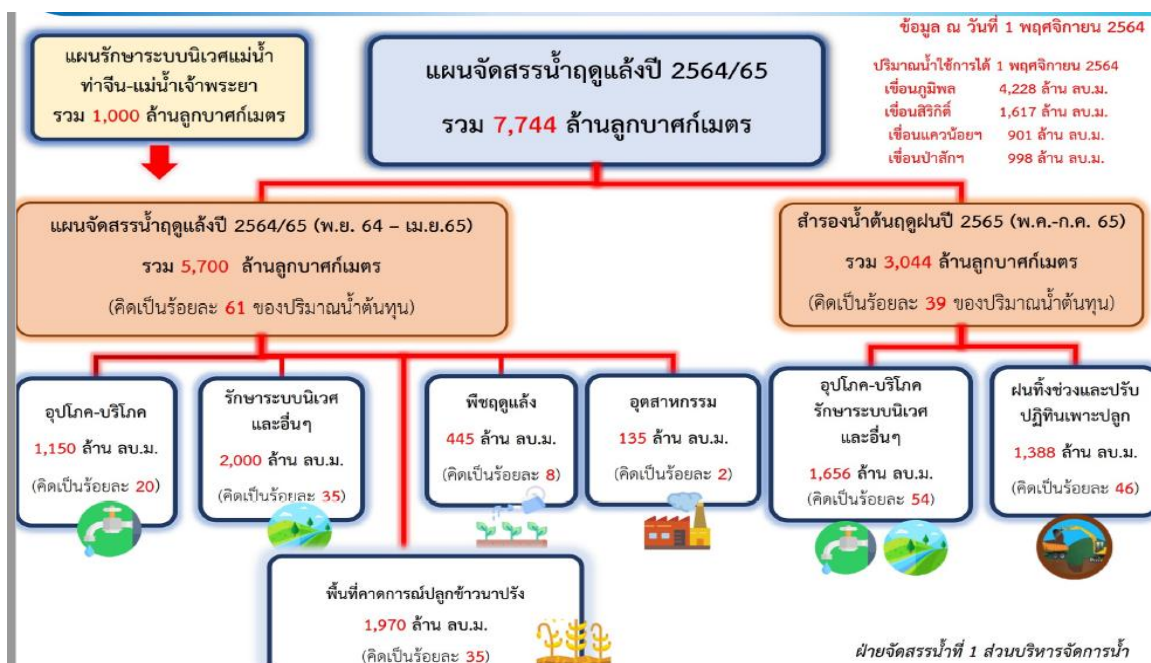 ข้อมูล ณ วันที่ 1 พฤศจิกายน 2564
แผนรักษาระบบนิเวศแม่น้ำ
ท่าจีน-แม่น้ำเจ้าพระยา
รวม 1,000 ล้านลูกบาศก์เมตร
แผนจัดสรรน้ำฤดูแล้งปี 2564/65
รวม 7,744 ล้านลูกบาศก์เมตร
ปริมาณน้ำใช้การได้ 1 พฤศจิกายน 2564
เขื่อนภูมิพล 4,228 ล้าน ลบ.ม.
เขื่อนสิริกิติ์ 1,617 ล้าน ลบ.ม.
เขื่อนแควน้อยฯ 901 ล้าน ลบ.ม.
เขื่อนป่าสักฯ 998 ล้าน ลบ.ม.
แผนจัดสรรน้ำฤดูแล้งปี 2564/65 (พ.ย. 64 – เม.ย.65)
รวม 5,700 ล้านลูกบาศก์เมตร
(คิดเป็นร้อยละ 61 ของปริมาณน้ำต้นทุน)
สำรองน้ำต้นฤดูฝนปี 2565 (พ.ค.-ก.ค. 65)
รวม 3,044 ล้านลูกบาศก์เมตร
(คิดเป็นร้อยละ 39 ของปริมาณน้ำต้นทุน)
อุปโภค-บริโภค
1,150 ล้าน ลบ.ม.
(คิดเป็นร้อยละ 20)
รักษาระบบนิเวศ
และอื่นๆ
2,000 ล้าน ลบ.ม.
(คิดเป็นร้อยละ 35)
พืชฤดูแล้ง
445 ล้าน ลบ.ม.
(คิดเป็นร้อยละ 8)
อุตสาหกรรม
135 ล้าน ลบ.ม.
(คิดเป็นร้อยละ 2)
อุปโภค-บริโภค
รักษาระบบนิเวศ
และอื่นๆ
1,656 ล้าน ลบ.ม.
(คิดเป็นร้อยละ 54)
ฝนทิ้งช่วงและปรับ
ปฏิทินเพาะปลูก
1,388 ล้าน ลบ.ม.
(คิดเป็นร้อยละ 46)
พื้นที่คาดการณ์ปลูกข้าวนาปรัง
1,970 ล้าน ลบ.ม.
(คิดเป็นร้อยละ 35)
ฝ่ายจัดสรรน้ำที่ 1 ส่วนบริหารจัดการน้ำ